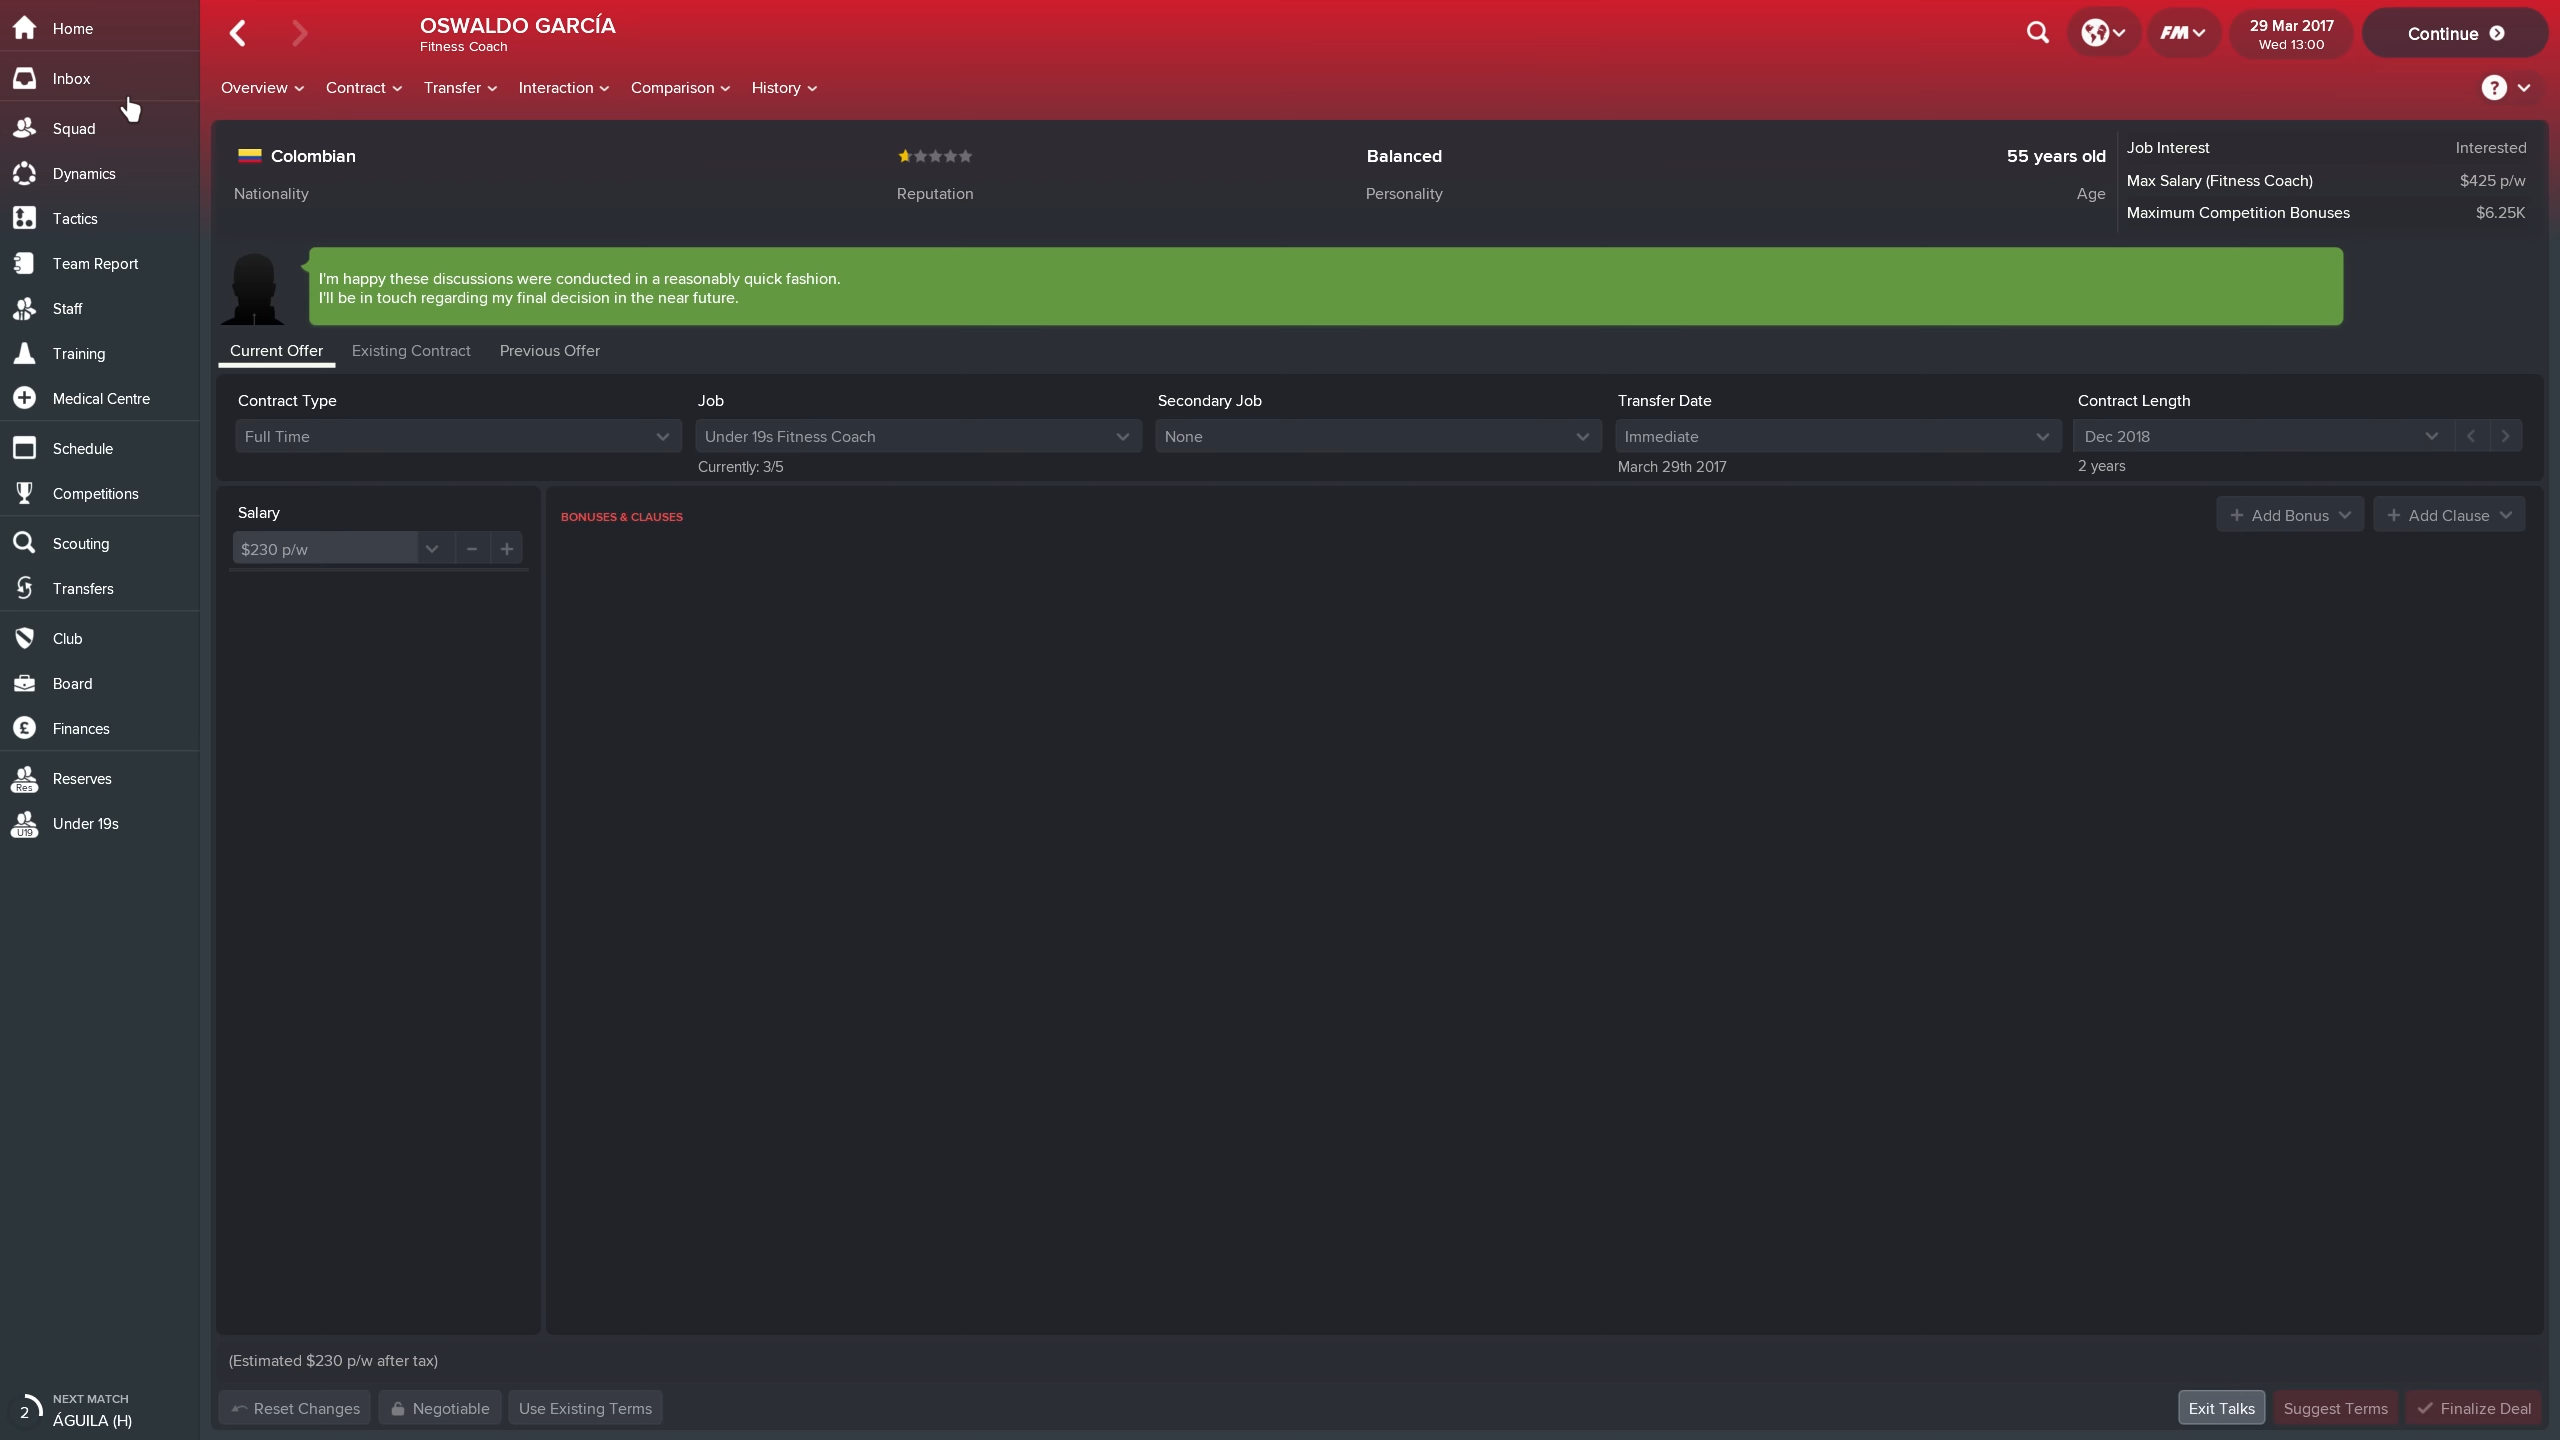 Home
Inbox
Squad
Dynamics
Tactics
Team Report
Staff
Training
Medical Centre
Schedule
Competitions
Scouting
Transfers
Club
Board
Finances
Res
Reserves
U19
Under 19s
2
NEXT MATCH
ÁGUILA (H)
OSWALDO GARCÍA
Fitness Coach
FM
29 Mar 2017
Wed 13:00
Continue
Overview
Contract
Transfer
Interaction
Comparison
History
?
Colombian
Nationality
Reputation
Balanced
Personality
55 years old
Age
Job Interest
Interested
Max Salary (Fitness Coach)
$425 p/w
Maximum Competition Bonuses
$6.25K
I'm happy these discussions were conducted in a reasonably quick fashion.
I'll be in touch regarding my final decision in the near future.
Current Offer
Existing Contract
Previous Offer
Contract Type
Full Time
Job
Under 19s Fitness Coach
Currently: 3/5
Secondary Job
None
Transfer Date
Immediate
March 29th 2017
Contract Length
Dec 2018
2 years
Salary
$230 p/w
BONUSES & CLAUSES
Add Bonus
Add Clause
(Estimated $230 p/w after tax)
Reset Changes
Negotiable
Use Existing Terms
Exit Talks
Suggest Terms
Finalize Deal